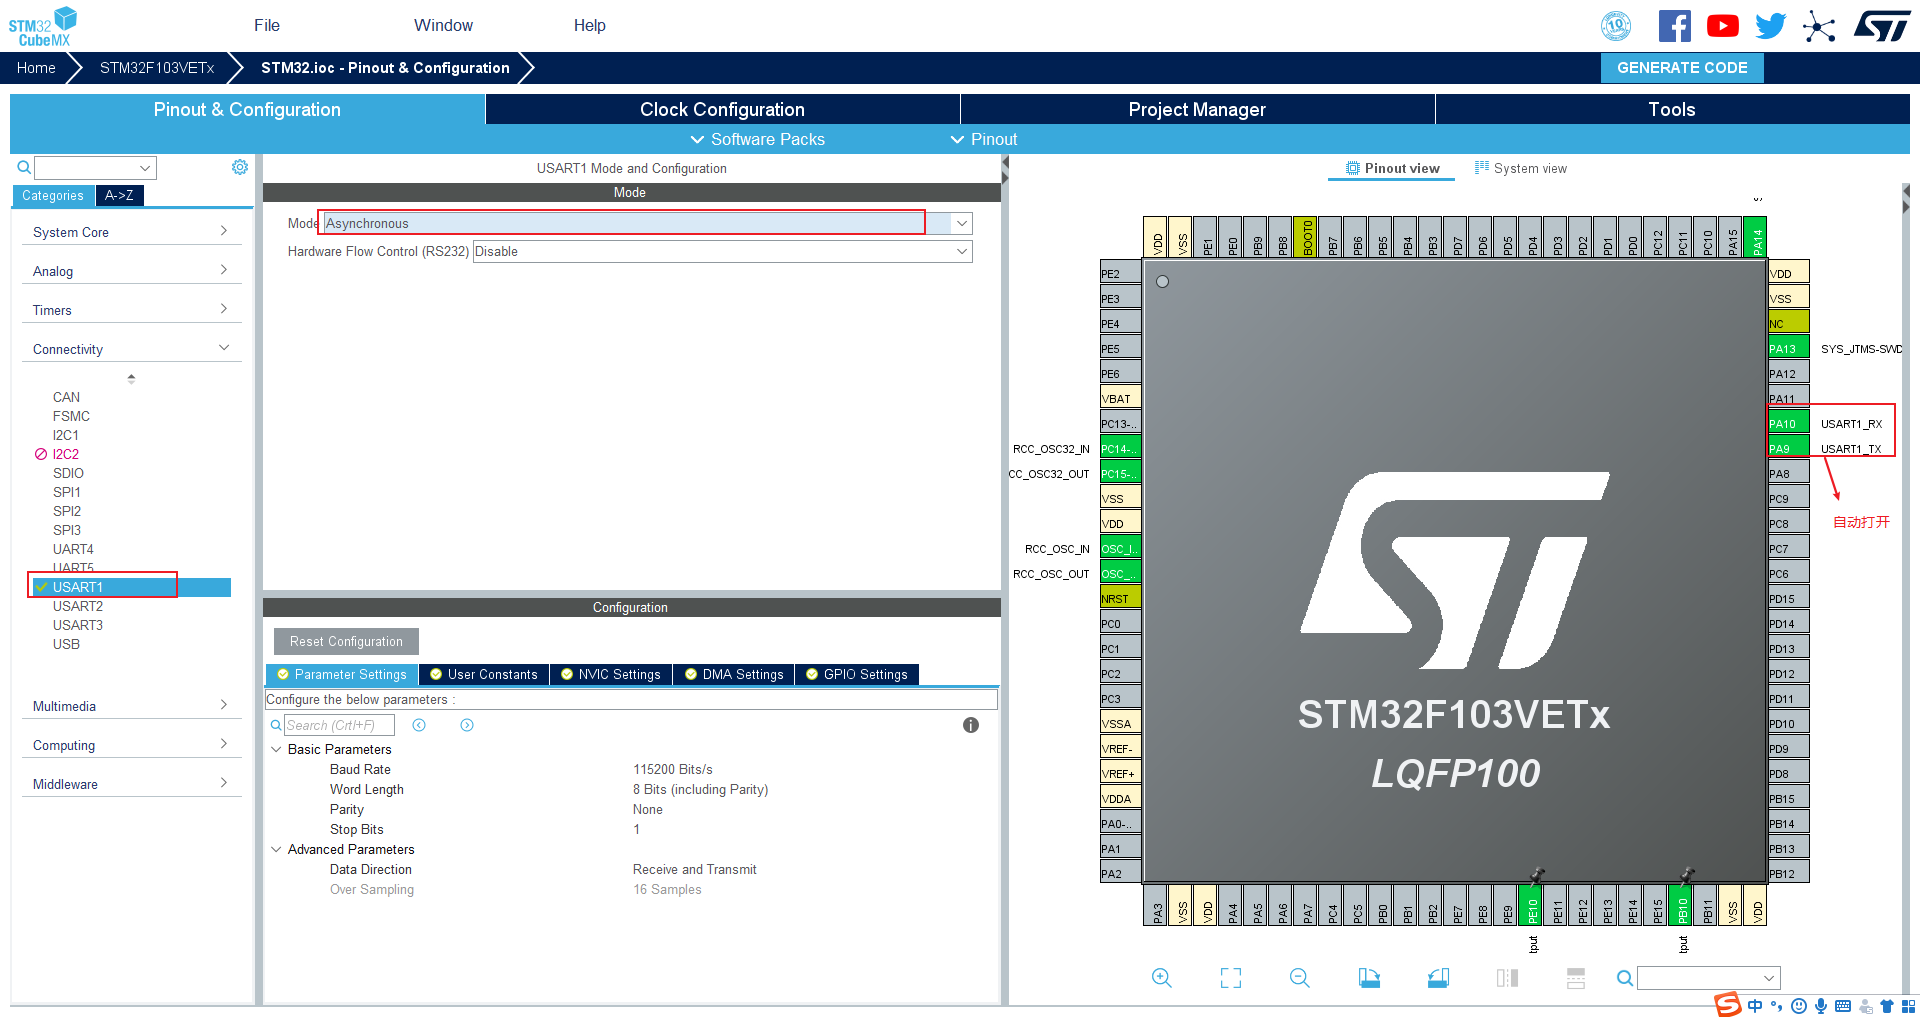 STM32
CubeMX
File
Window
Help
10
Home
STM32F103VETx
STM32.ioc - Pinout & Configuration
GENERATE CODE
Pinout & Configuration
Clock Configuration
Project Manager
Tools
Software Packs
Pinout
Categories
A->Z
System Core
Analog
Timers
Connectivity
CAN
FSMC
I2C1
I2C2
SDIO
SPI1
SPI2
SPI3
UART4
UART5
USART1
USART2
USART3
USB
Multimedia
Computing
Middleware
USART1 Mode and Configuration
Mode
Mode Asynchronous
Hardware Flow Control (RS232) Disable
Configuration
Reset Configuration
Parameter Settings
User Constants
NVIC Settings
DMA Settings
GPIO Settings
Configure the below parameters :
Search (Crtl+F)
Basic Parameters
Baud Rate 115200 Bits/s
Word Length 8 Bits (including Parity)
Parity None
Stop Bits 1
Advanced Parameters
Data Direction Receive and Transmit
Over Sampling 16 Samples
Pinout view
System view
VDD
VSS
PE1
PE0
PB9
PB8
BOOT0
PB7
PB6
PB5
PB4
PB3
PD7
PD6
PD5
PD4
PD3
PD2
PD1
PD0
PC12
PC11
PC10
PA15
PA14
PE2
PE3
PE4
PE5
PE6
VBAT
PC13-..
RCC_OSC32_IN PC14-..
CC_OSC32_OUT PC15-..
VSS
VDD
RCC_OSC_IN OSC_I..
RCC_OSC_OUT OSC_..
NRST
PC0
PC1
PC2
PC3
VSSA
VREF-
VREF+
VDDA
PA0-..
PA1
PA2
STM32F103VETx
LQFP100
VDD
VSS
NC
PA13 SYS_JTMS-SWD
PA12
PA11
PA10 USART1_RX
PA9 USART1_TX
PA8
PC9
PC8
自动打开
PC7
PC6
PD15
PD14
PD13
PD12
PD11
PD10
PD9
PD8
PB15
PB14
PB13
PB12
PA3
VSS
VDD
PA4
PA5
PA6
PA7
PC4
PC5
PB0
PB1
PB2
PE7
PE8
PE9
PE10
PE11
PE12
PE13
PE14
PE15
PB10
PB11
VSS
VDD
tput
tput
中